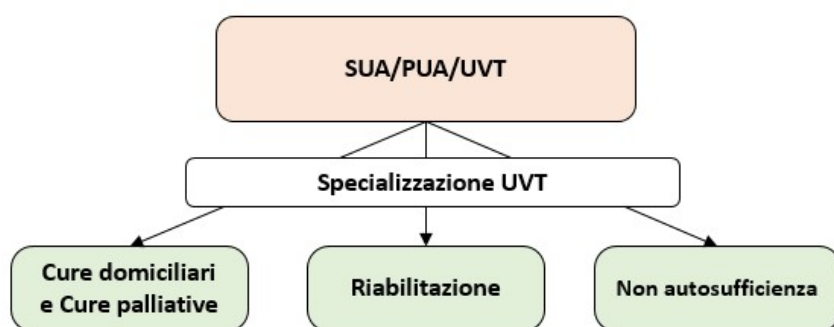 SUA/PUA/UVT
Specializzazione UVT
Cure domiciliari
e Cure palliative
Riabilitazione
Non autosufficienza